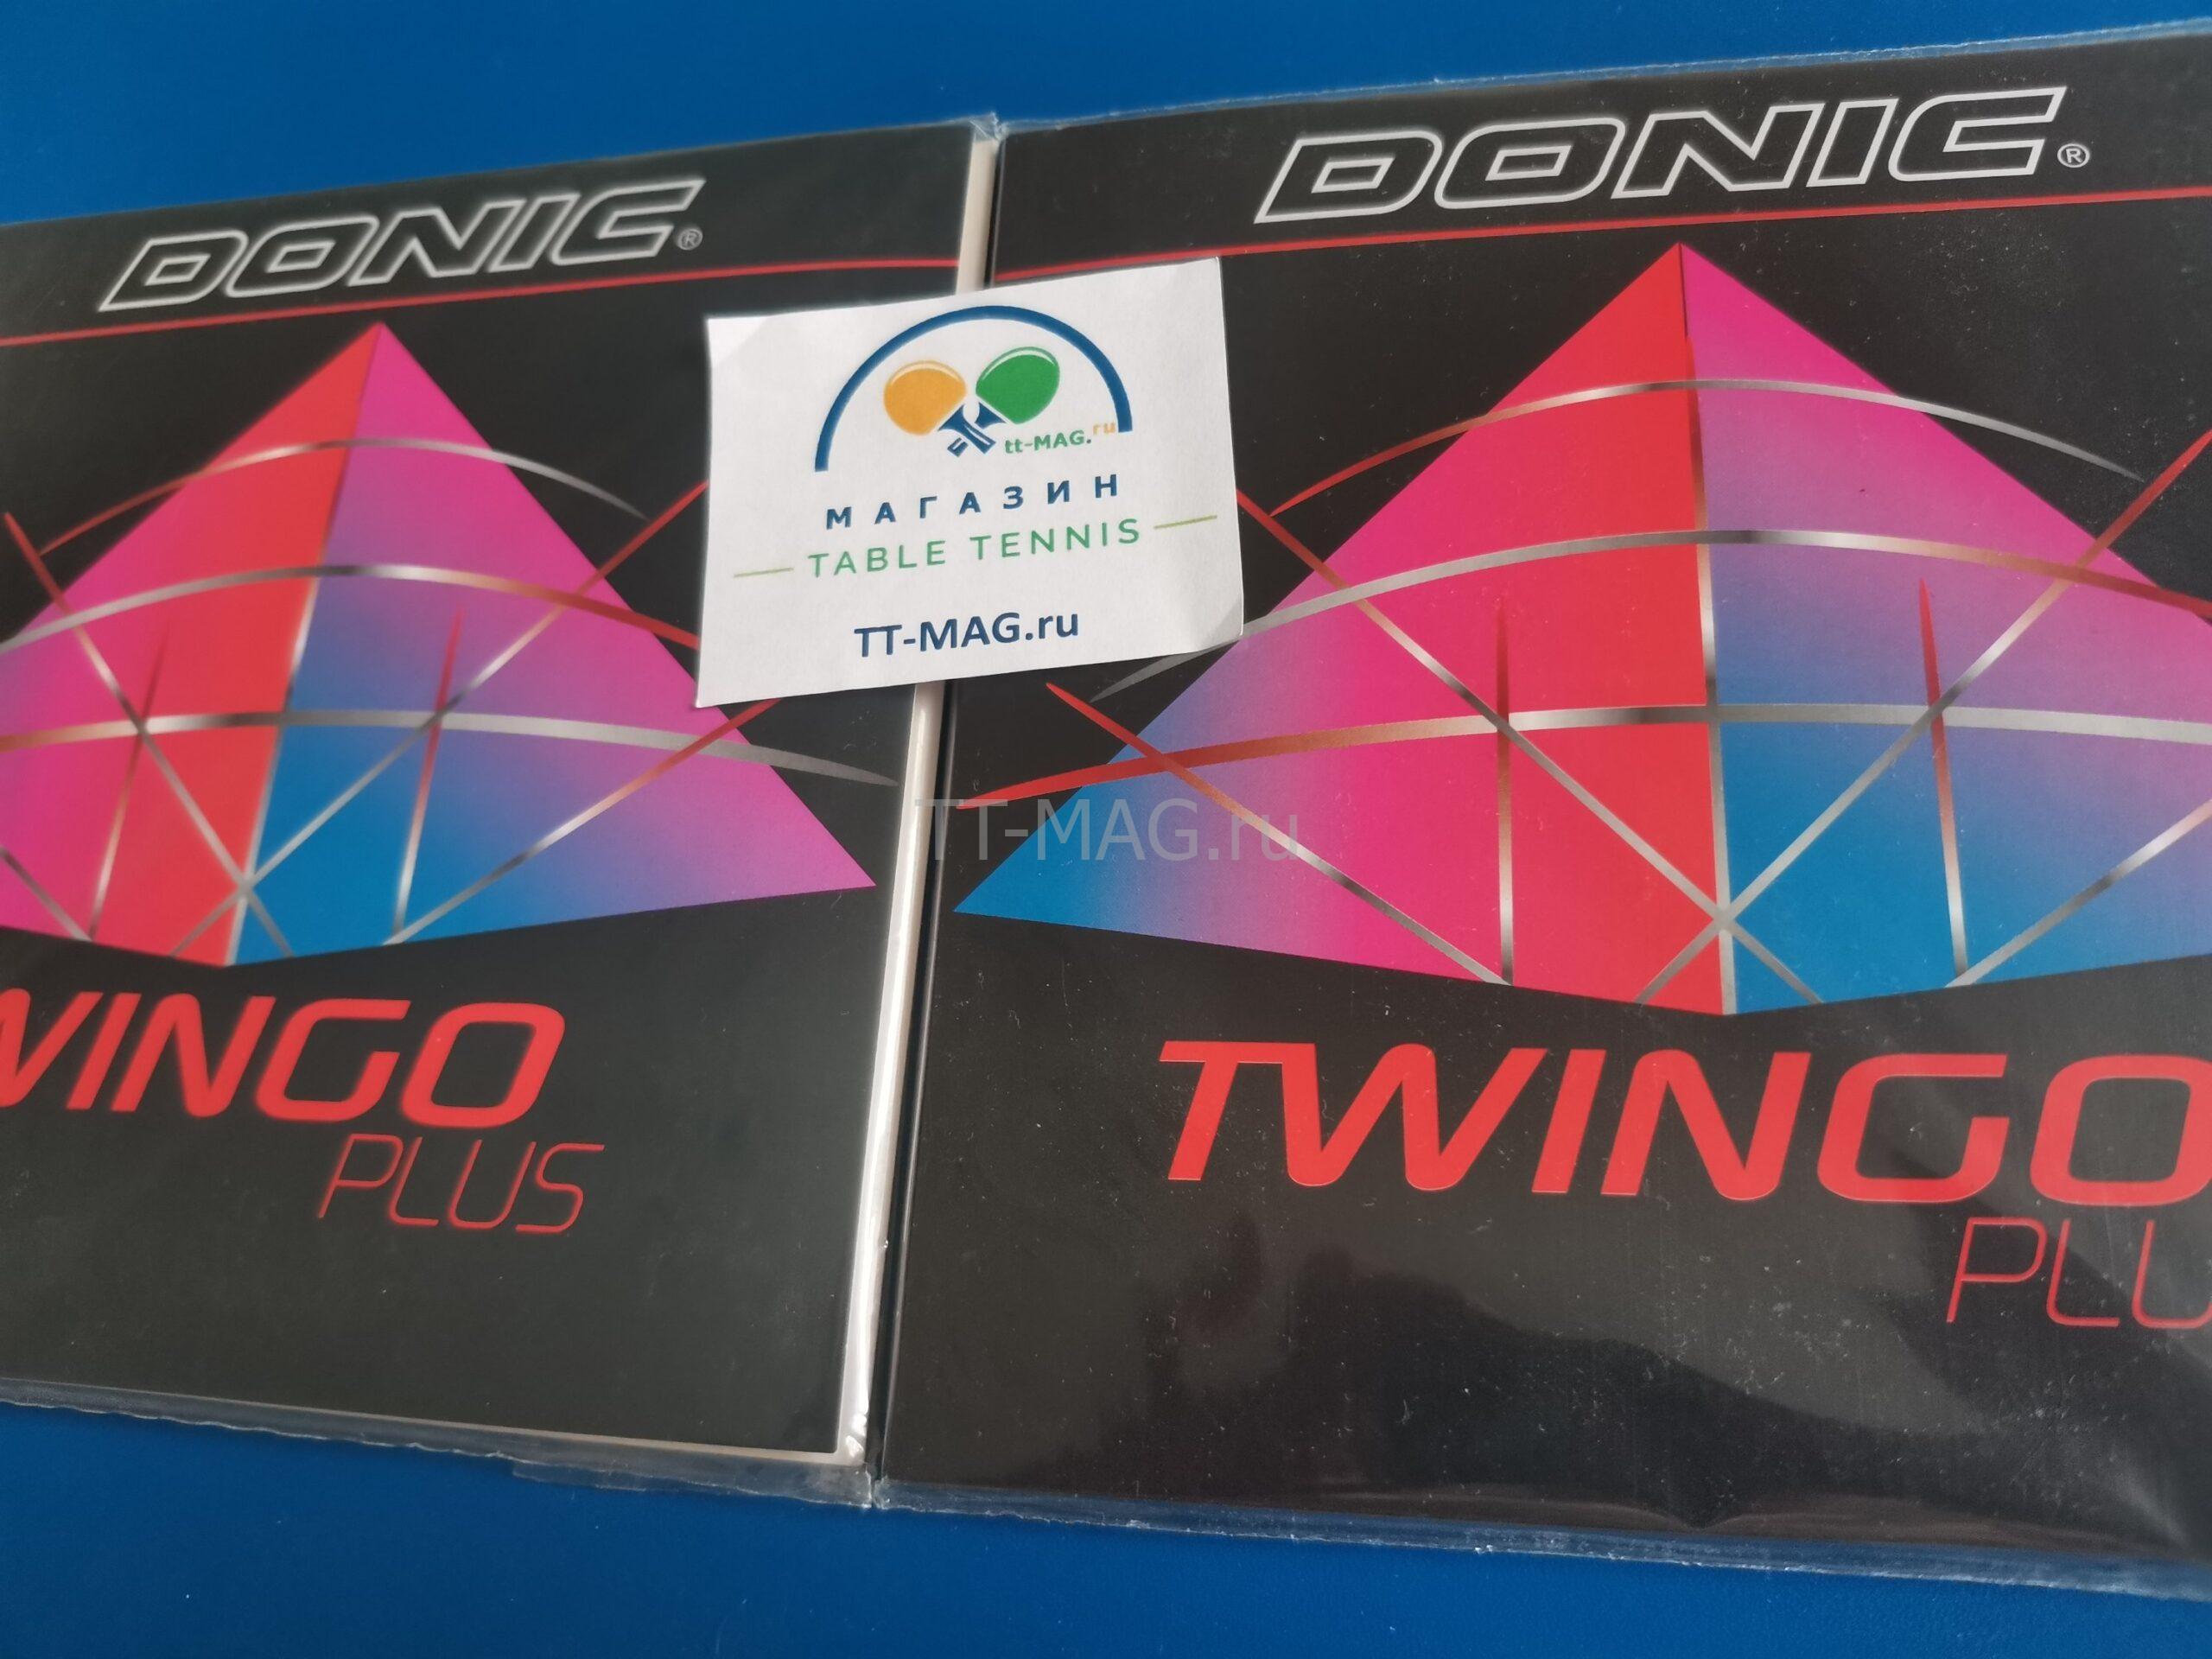 DONIC®
WINGO
PLUS
tt-MAG.ru
МАГАЗИН
TABLE TENNIS
TT-MAG.ru
DONIC®
TWINGO
PLU
TT-MAG.ru